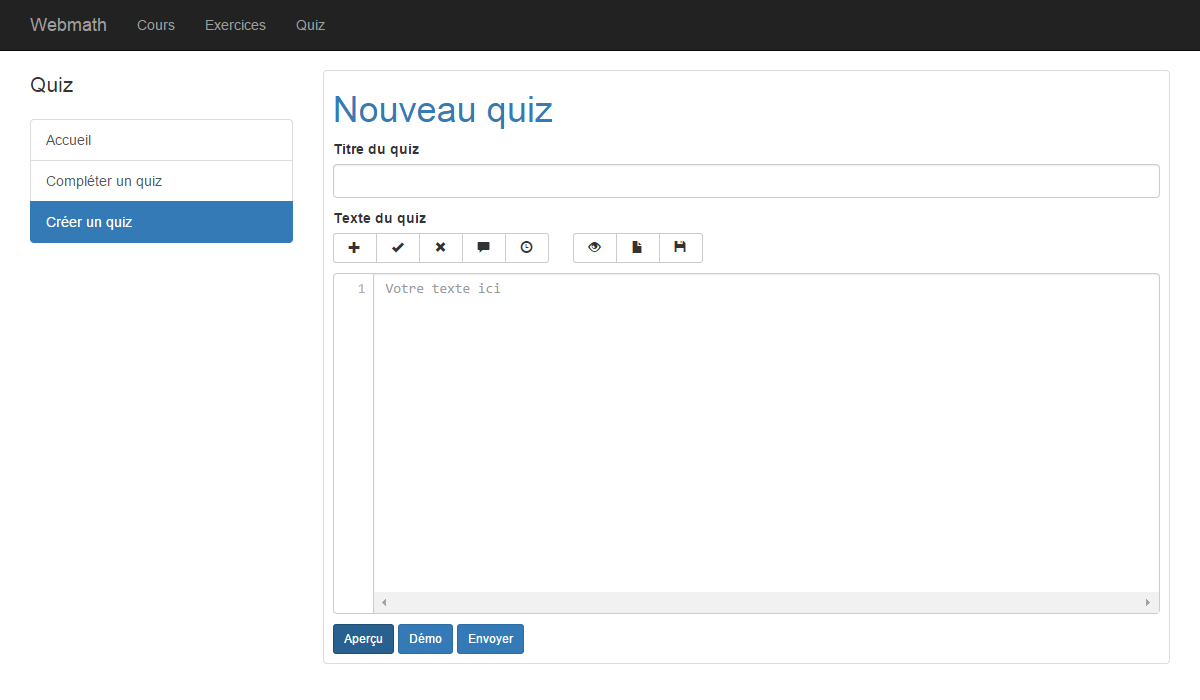 Webmath Cours Exercices Quiz
Quiz
Accueil
Compléter un quiz
Créer un quiz
Nouveau quiz
Titre du quiz
Texte du quiz
1 Votre texte ici
Aperçu Démo Envoyer